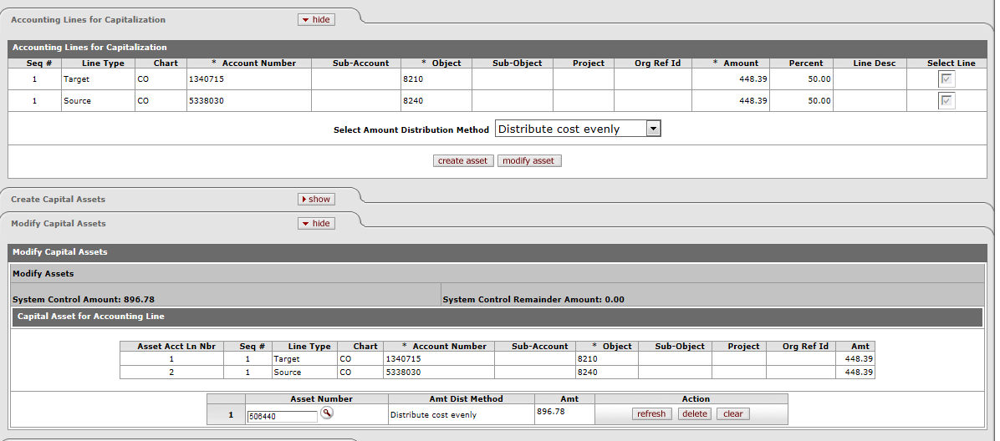 Accounting Lines for Capitalization hide
Accounting Lines for Capitalization
Seq # Line Type Chart * Account Number Sub-Account * Object Sub-Object Project Org Ref Id * Amount Percent Line Desc Select Line
1 Target CO 1340715 8210 448.39 50.00
1 Source CO 5338030 8240 448.39 50.00
Select Amount Distribution Method Distribute cost evenly
create asset modify asset
Create Capital Assets show
Modify Capital Assets hide
Modify Capital Assets
Modify Assets
System Control Amount: 896.78 System Control Remainder Amount: 0.00
Capital Asset for Accounting Line
Asset Acct Ln Nbr Seq # Line Type Chart * Account Number Sub-Account * Object Sub-Object Project Org Ref Id Amt
1 1 Target CO 1340715 8210 448.39
2 1 Source CO 5338030 8240 448.39
Asset Number Amt Dist Method Amt Action
1 506440 Distribute cost evenly 896.78 refresh delete clear